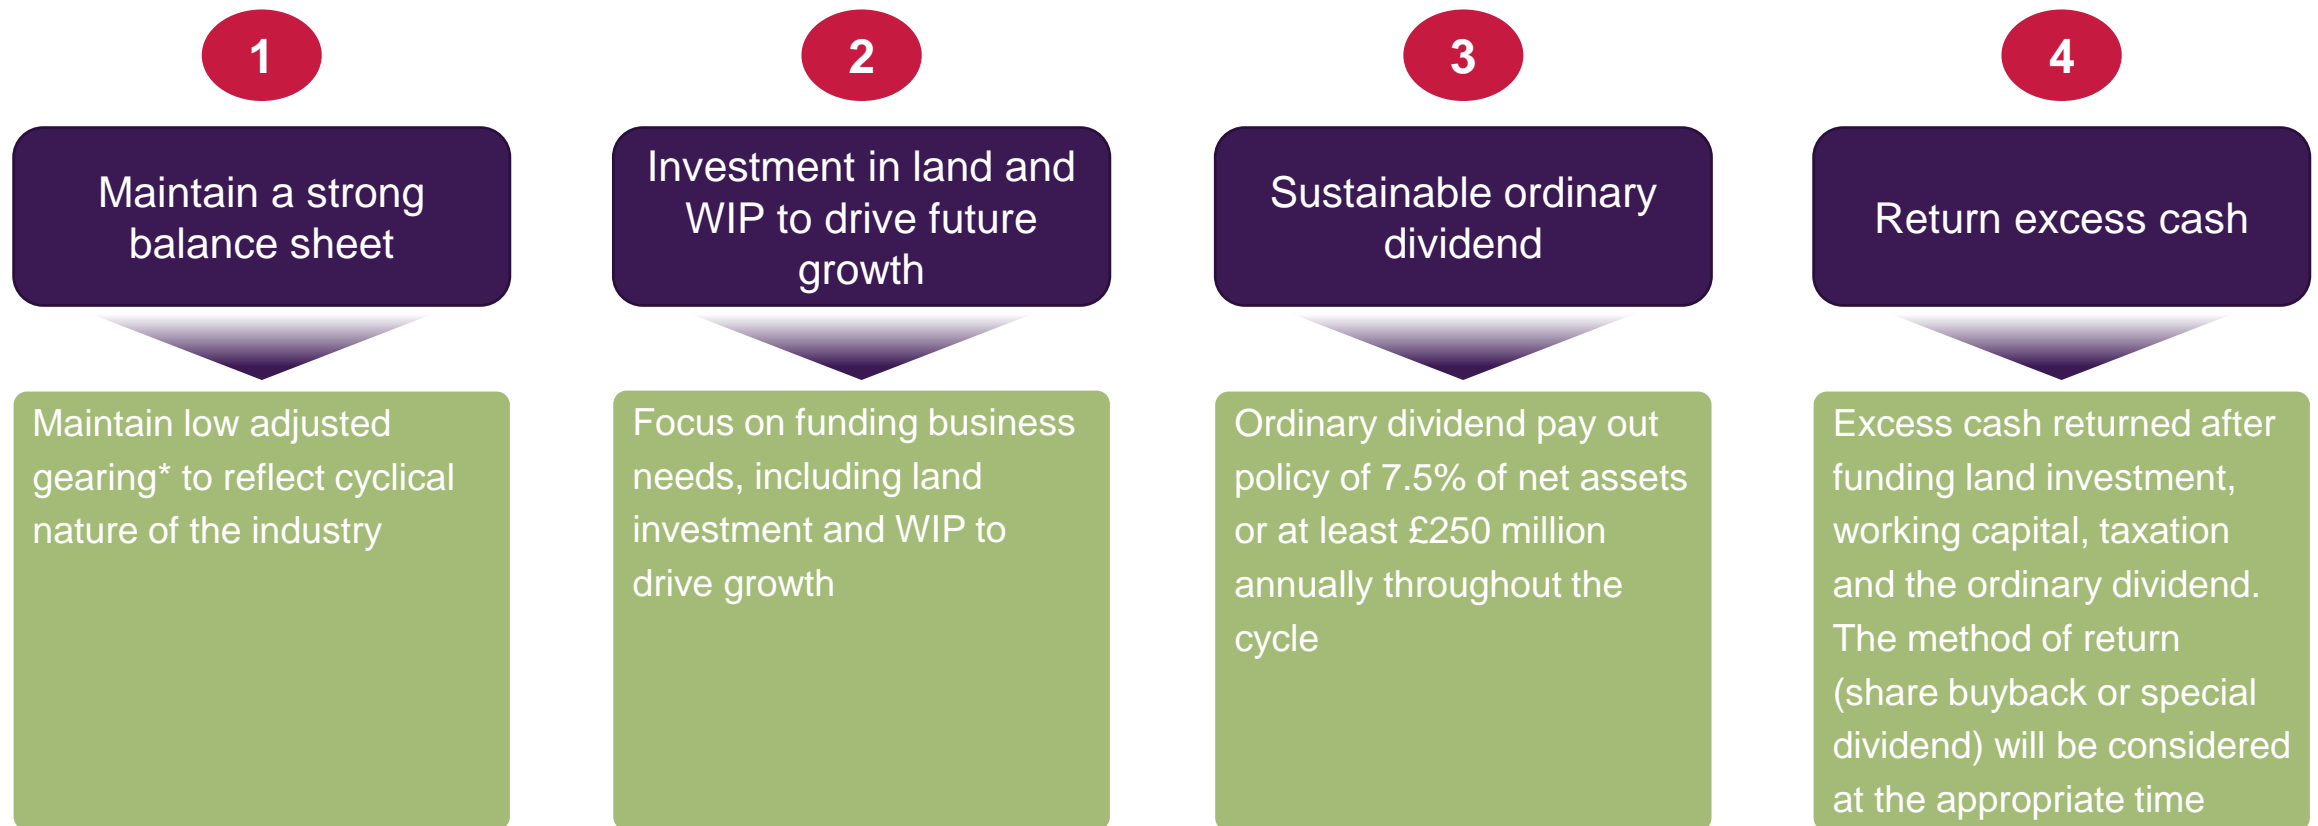 1
Maintain a strong
balance sheet
Maintain low adjusted
gearing* to reflect cyclical
nature of the industry
2
Investment in land and
WIP to drive future
growth
Focus on funding business
needs, including land
investment and WIP to
drive growth
3
Sustainable ordinary
dividend
Ordinary dividend pay out
policy of 7.5% of net assets
or at least £250 million
annually throughout the
cycle
4
Return excess cash
Excess cash returned after
funding land investment,
working capital, taxation
and the ordinary dividend.
The method of return
(share buyback or special
dividend) will be considered
at the appropriate time